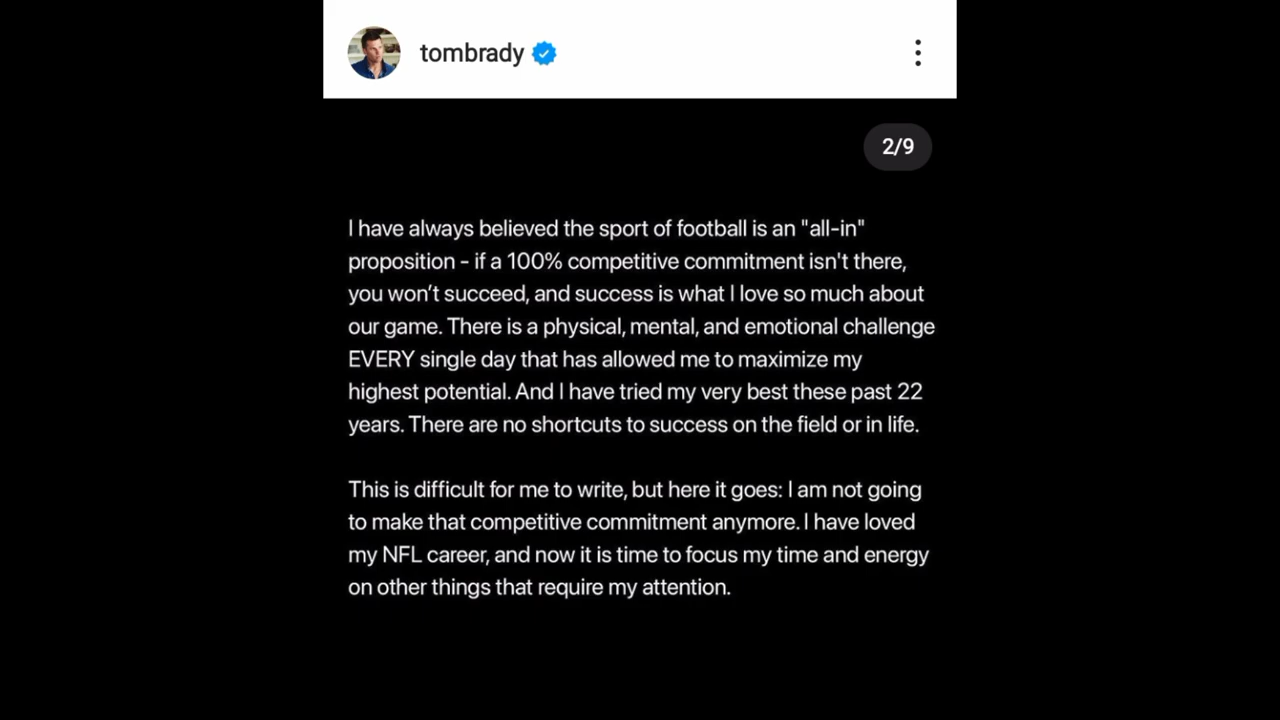 tombrady
2/9
I have always believed the sport of football is an "all-in"
proposition - if a 100% competitive commitment isn't there,
you won’t succeed, and success is what I love so much about
our game. There is a physical, mental, and emotional challenge
EVERY single day that has allowed me to maximize my
highest potential. And I have tried my very best these past 22
years. There are no shortcuts to success on the field or in life.
This is difficult for me to write, but here it goes: I am not going
to make that competitive commitment anymore. I have loved
my NFL career, and now it is time to focus my time and energy
on other things that require my attention.